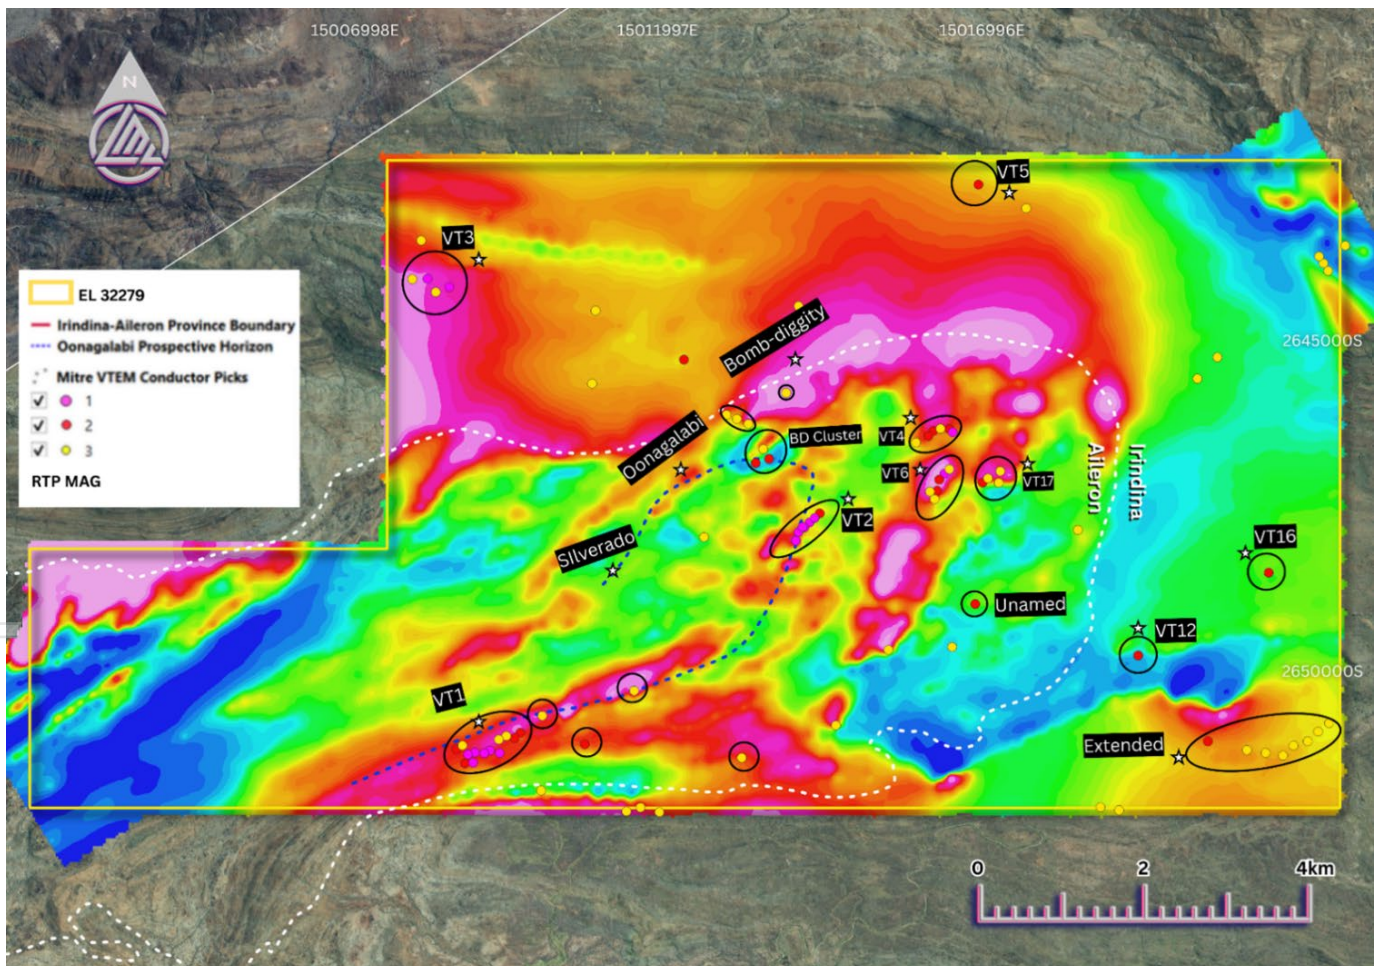 15006998E
15011997E
15016996E
N
VT5
VT3
EL 32279
Irindina-Aileron Province Boundary
Oonagalabi Prospective Horizon
Mitre VTEM Conductor Picks
1
2
3
RTP MAG
2645000S
Bomb-diggity
Oonagalabi
BD Cluster
VT4
VT6
VT17
Aileron
Irindina
VT2
SIlverado
VT16
Unamed
VT12
2650000S
VT1
Extended
0
2
4km